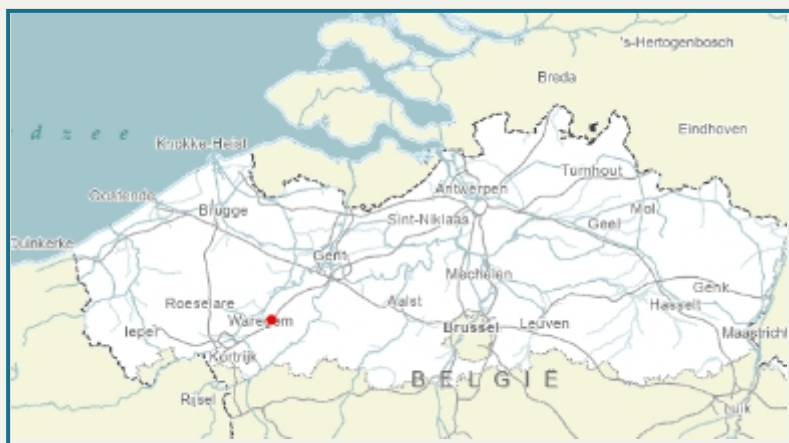 's-Hertogenbosch
Breda
d z e e
Eindhoven
Knokke-Heist
Turnhout
Oostende
Antwerpen
Brugge
Sint-Niklaas
Geel
Mol
Duinkerke
Gent
Mechelen
Genk
Roeselare
Aalst
Hasselt
Waregem
Ieper
Brussel
Leuven
Maastricht
Kortrijk
BELGIË
Rijsel
Luik